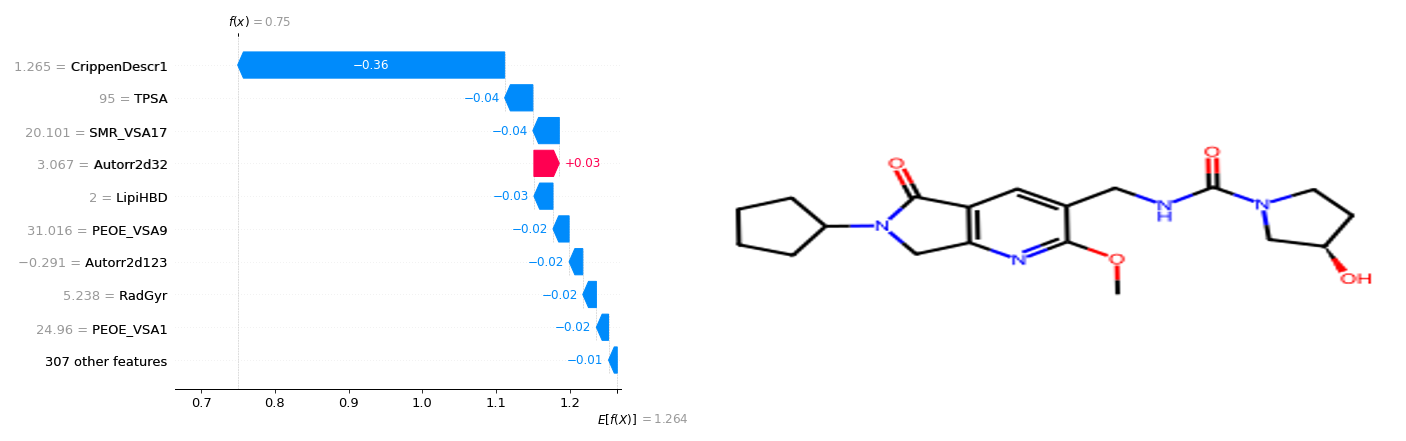 f(x) = 0.75
1.265 = CrippenDescr1
−0.36
95 = TPSA
−0.04
20.101 = SMR_VSA17
−0.04
3.067 = Autorr2d32
+0.03
2 = LipiHBD
−0.03
31.016 = PEOE_VSA9
−0.02
−0.291 = Autorr2d123
−0.02
5.238 = RadGyr
−0.02
24.96 = PEOE_VSA1
−0.02
307 other features
−0.01
0.7 0.8 0.9 1.0 1.1 1.2
E[f(X)] = 1.264
O
N
N
O
N
H
O
N
OH